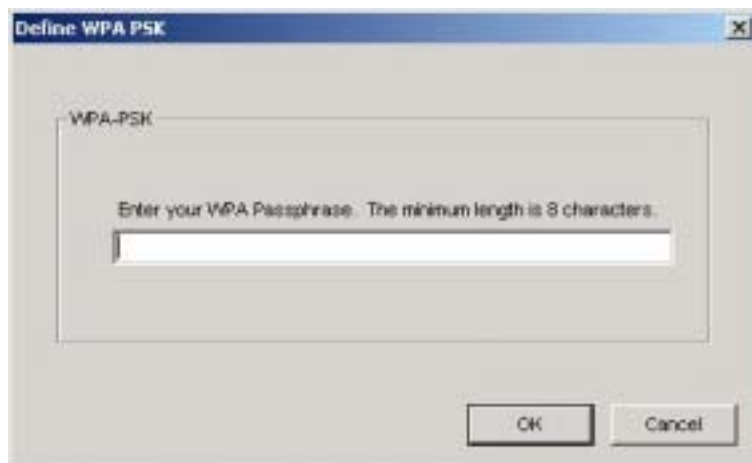 Define WPA PSK
WPA-PSK
Enter your WPA Passphrase. The minimum length is 8 characters.
OK
Cancel